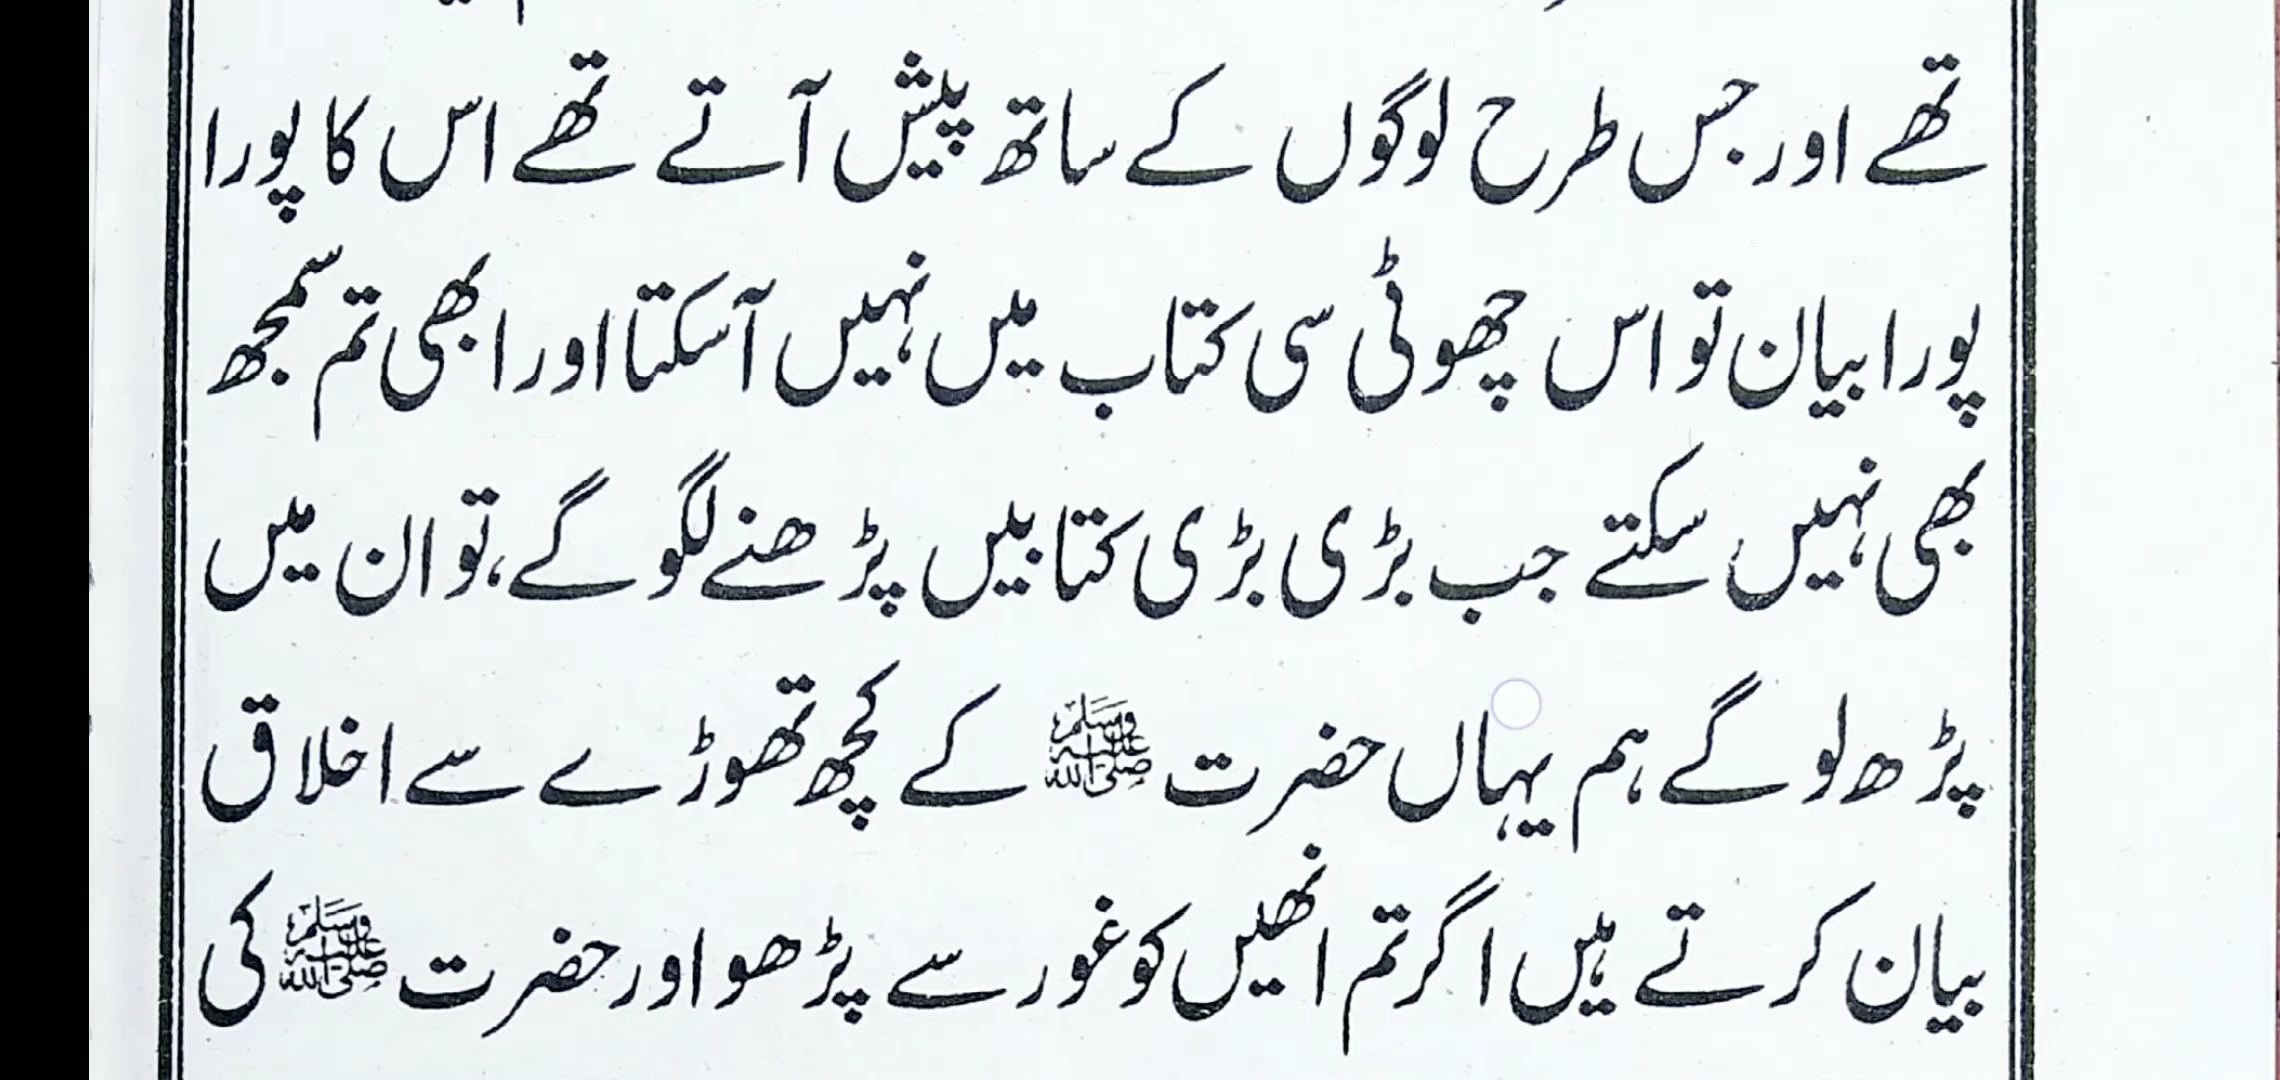 تھے اور جس طرح لوگوں کے ساتھ پیش آتے تھے اس کا پورا
پورا بیان تو اس چھوٹی سی کتاب میں نہیں آسکتا اور ابھی تم سمجھ
بھی نہیں سکتے جب بڑی بڑی کتابیں پڑھنے لگو گے، تو ان میں
پڑھ لو گے ہم یہاں حضرت ﷺ کے کچھ تھوڑے سے اخلاق
بیان کرتے ہیں اگر تم انھیں کو غور سے پڑھو اور حضرت ﷺ کی